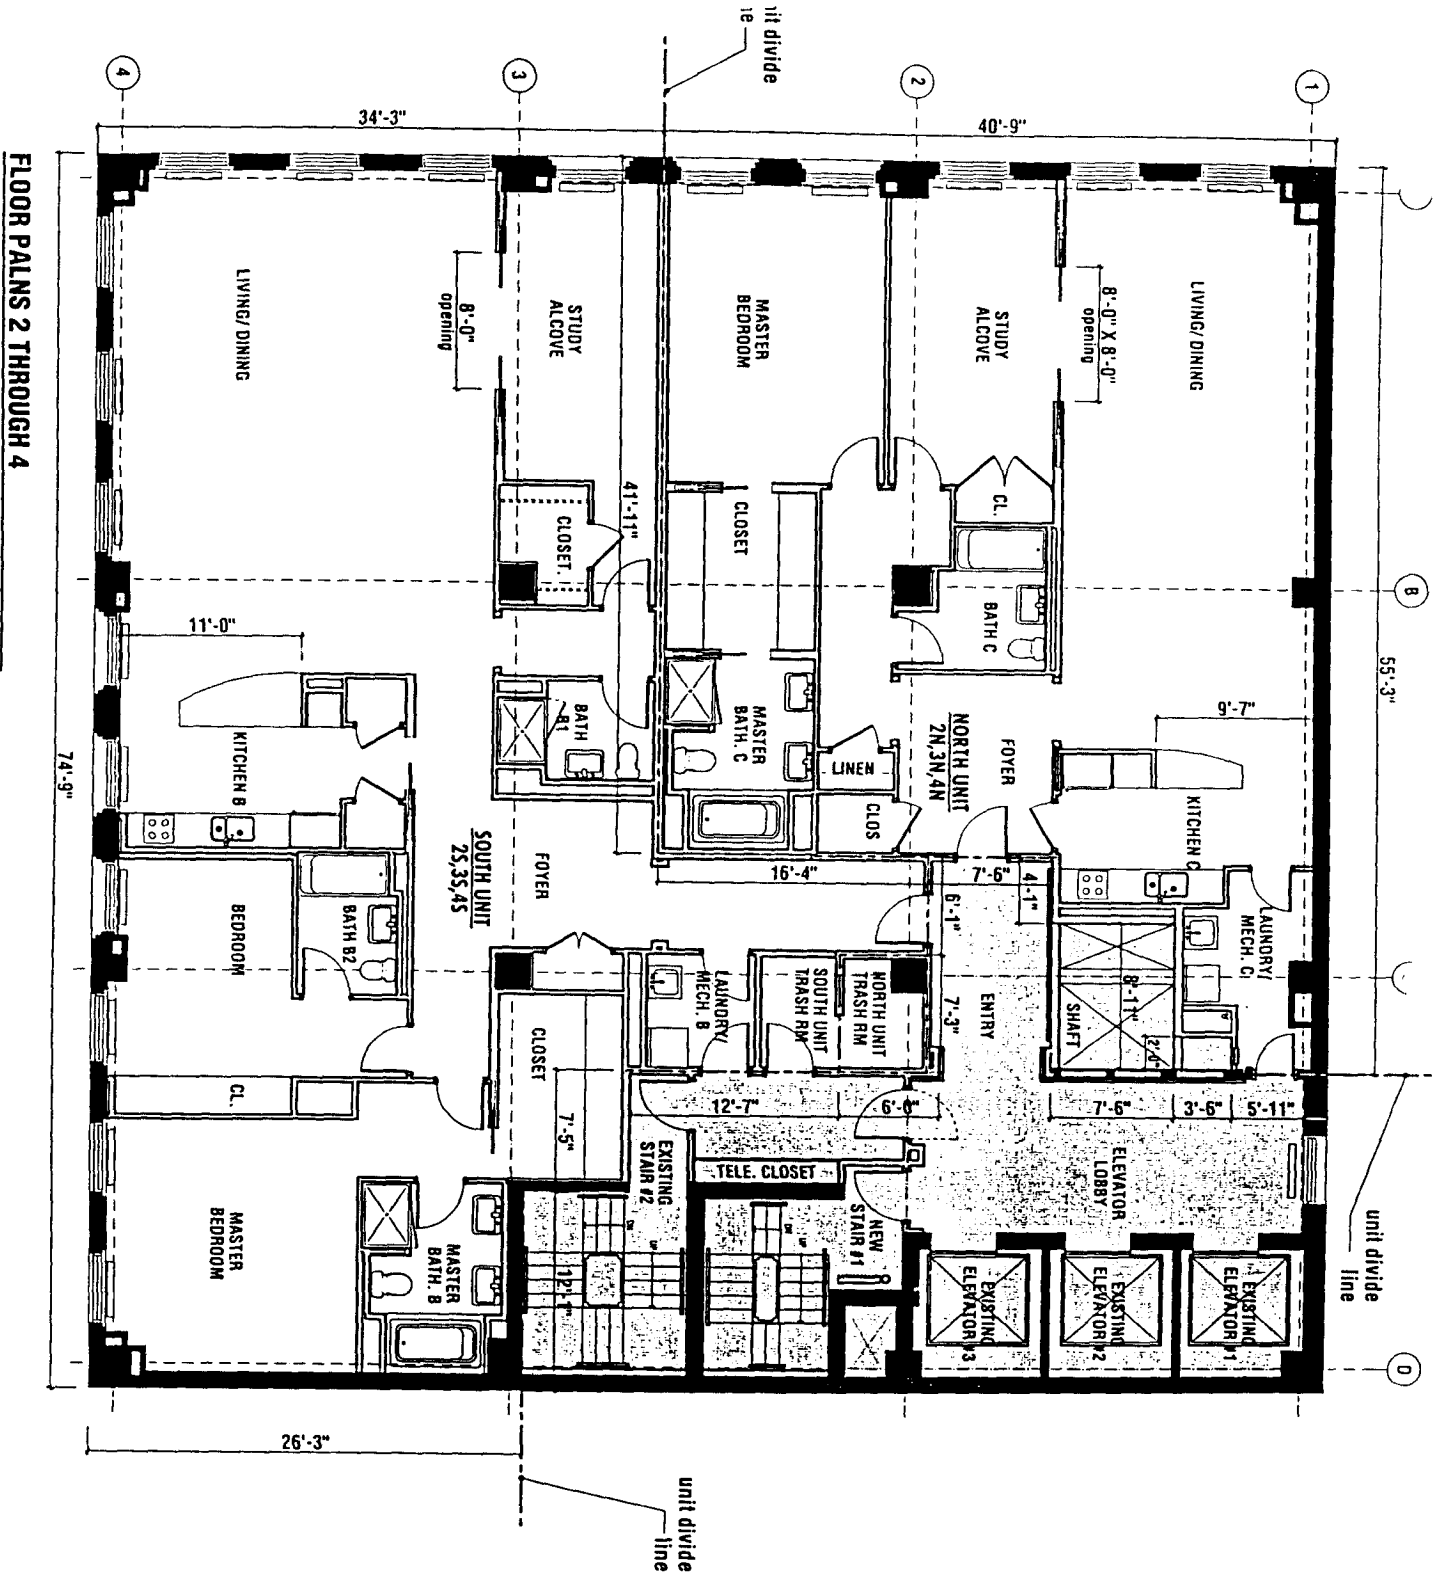 unit divide
4
3
2
1
34'-3"
40'-9"
FLOOR PALNS 2 THROUGH 4
LIVING/ DINING
8'-0"
opening
STUDY
ALCOVE
MASTER
BEDROOM
STUDY
ALCOVE
8'-0" X 8'-0"
opening
LIVING/ DINING
41'-11"
CLOSET.
CLOSET
CL.
B
11'-0"
BATH C
55'-3"
9'-7"
74'-9"
KITCHEN B
BATH
B1
MASTER
BATH. C
LINEN
NORTH UNIT
2N,3N,4N
FOYER
KITCHEN C
CLOS
SOUTH UNIT
2S,3S,4S
FOYER
16'-4"
7'-6"
4'-1"
6'-1"
BEDROOM
BATH B2
LAUNDRY/
MECH. C
LAUNDRY/
MECH. B
SOUTH UNIT
TRASH RM
NORTH UNIT
TRASH RM
7'-3"
ENTRY
8'-11"
SHAFT
2'-0"
CLOSET
CL.
7'-5"
12'-7"
6'-0"
7'-6"
3'-6"
5'-11"
EXISTING
STAIR #2
TELE. CLOSET
ELEVATOR
LOBBY
NEW
STAIR #1
MASTER
BEDROOM
MASTER
BATH. B
DN
UP
12'-1"
UP
EXISTING
ELEVATOR #3
EXISTING
ELEVATOR #2
EXISTING
ELEVATOR #1
unit divide
line
D
26'-3"
unit divide
line